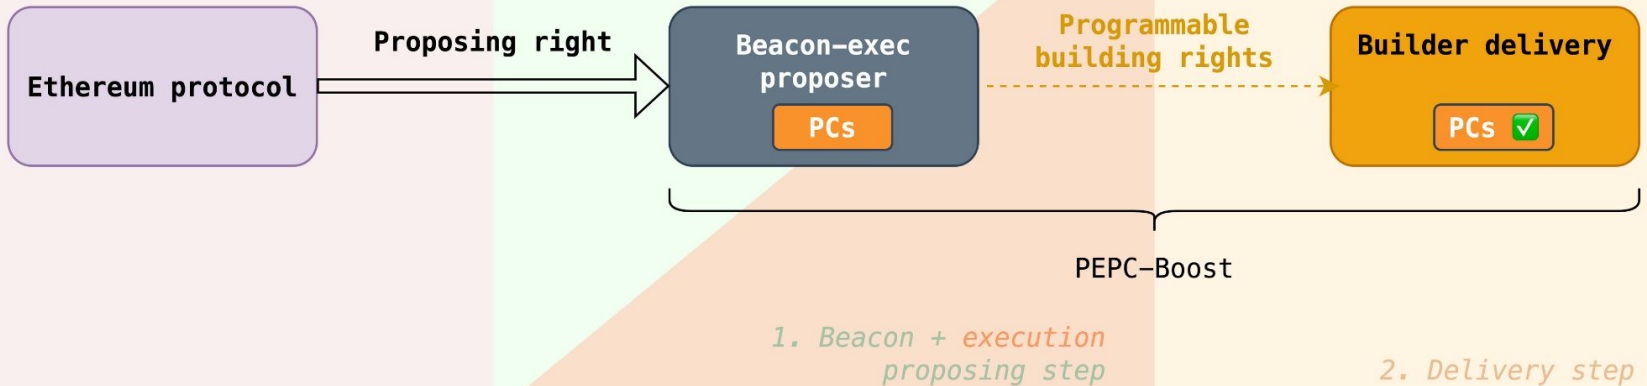 Ethereum protocol
Proposing right
Beacon-exec
proposer
PCs
Programmable
building rights
Builder delivery
PCs ✅
PEPC-Boost
1. Beacon + execution
proposing step
2. Delivery step